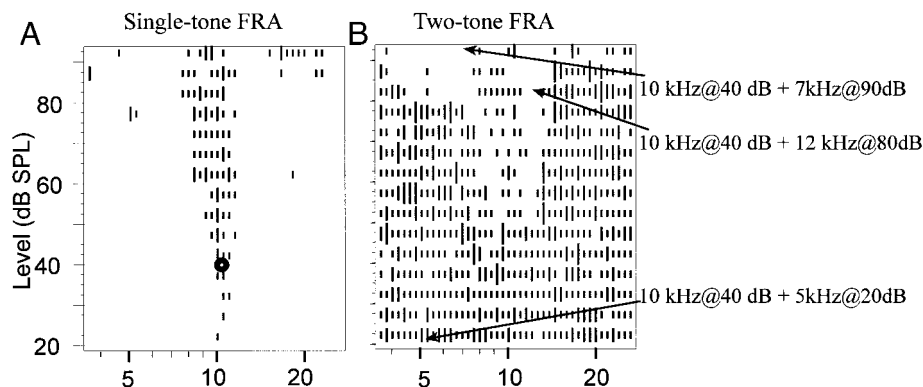 A Single-tone FRA
B Two-tone FRA
Level (dB SPL)
80
60
40
20
5 10 20
5 10 20
10 kHz@40 dB + 7kHz@90dB
10 kHz@40 dB + 12 kHz@80dB
10 kHz@40 dB + 5kHz@20dB